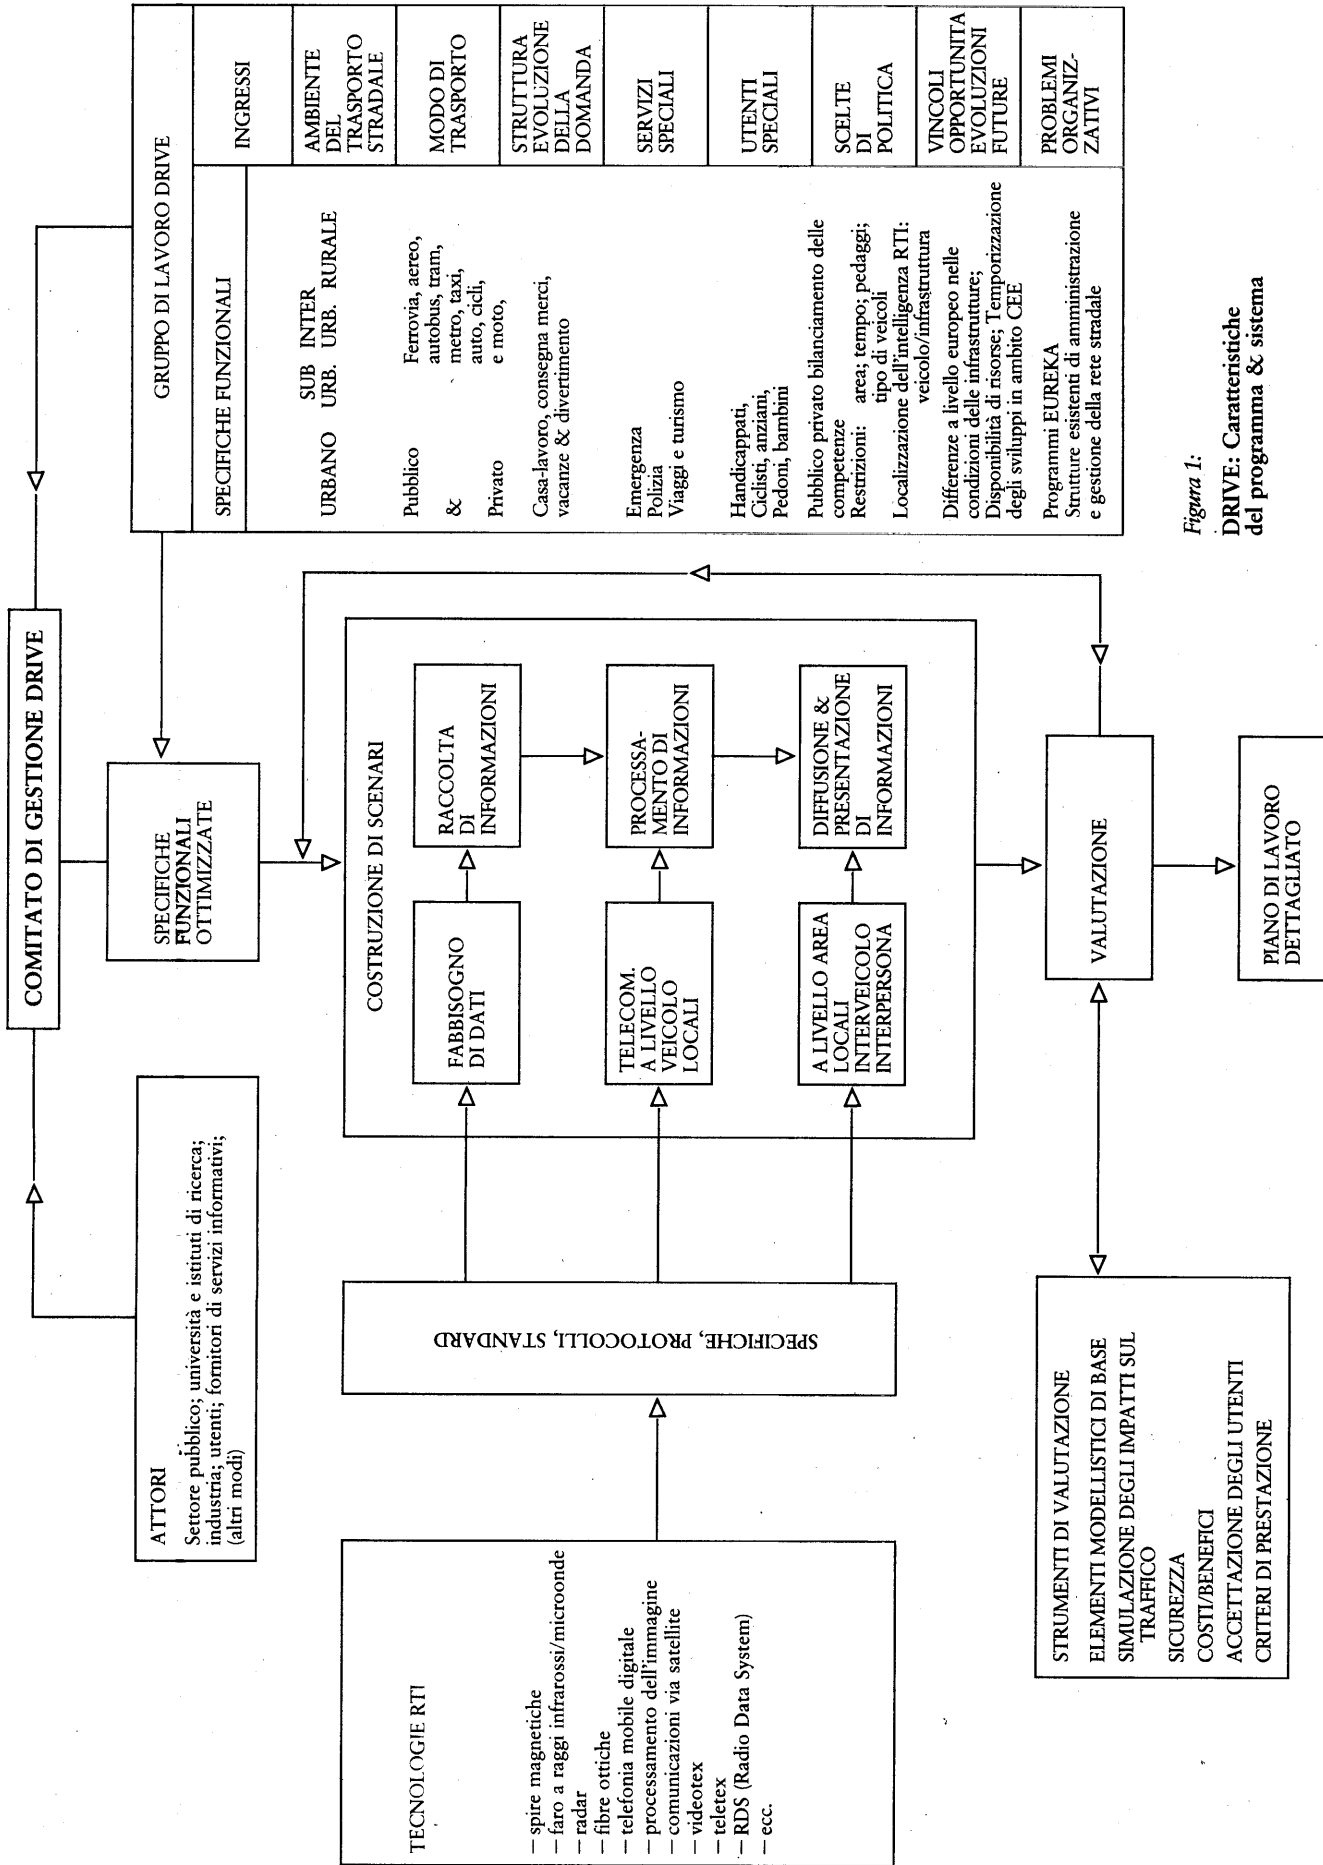 COMITATO DI GESTIONE DRIVE
ATTORI
Settore pubblico; università e istituti di ricerca;
industria; utenti; fornitori di servizi informativi;
(altri modi)
SPECIFICHE
FUNZIONALI
OTTIMIZZATE
GRUPPO DI LAVORO DRIVE
SPECIFICHE FUNZIONALI
INGRESSI
SUB INTER
URBANO URB. URB. RURALE
AMBIENTE
DEL
TRASPORTO
STRADALE
Pubblico
&
Privato
Ferrovia, aereo,
autobus, tram,
metro, taxi,
auto, cicli,
e moto,
MODO DI
TRASPORTO
Casa-lavoro, consegna merci,
vacanze & divertimento
STRUTTURA
EVOLUZIONE
DELLA
DOMANDA
Emergenza
Polizia
Viaggi e turismo
SERVIZI
SPECIALI
Handicappati,
Ciclisti, anziani,
Pedoni, bambini
UTENTI
SPECIALI
Pubblico privato bilanciamento delle
competenze
Restrizioni: area; tempo; pedaggi;
tipo di veicoli
Localizzazione dell'intelligenza RTI:
veicolo/infrastruttura
SCELTE
DI
POLITICA
Differenze a livello europeo nelle
condizioni delle infrastrutture;
Disponibilità di risorse; Temporizzazione
degli sviluppi in ambito CEE
VINCOLI
OPPORTUNITA
EVOLUZIONI
FUTURE
Programmi EUREKA
Strutture esistenti di amministrazione
e gestione della rete stradale
PROBLEMI
ORGANIZ-
ZATIVI
TECNOLOGIE RTI
– spire magnetiche
– faro a raggi infrarossi/microonde
– radar
– fibre ottiche
– telefonia mobile digitale
– processamento dell'immagine
– comunicazioni via satellite
– videotex
– teletex
– RDS (Radio Data System)
– ecc.
SPECIFICHE, PROTOCOLLI, STANDARD
COSTRUZIONE DI SCENARI
FABBISOGNO
DI DATI
RACCOLTA
DI
INFORMAZIONI
TELECOM.
A LIVELLO
VEICOLO
LOCALI
PROCESSA-
MENTO DI
INFORMAZIONI
A LIVELLO AREA
LOCALI
INTERVEICOLO
INTERPERSONA
DIFFUSIONE &
PRESENTAZIONE
DI
INFORMAZIONI
STRUMENTI DI VALUTAZIONE
ELEMENTI MODELLISTICI DI BASE
SIMULAZIONE DEGLI IMPATTI SUL
TRAFFICO
SICUREZZA
COSTI/BENEFICI
ACCETTAZIONE DEGLI UTENTI
CRITERI DI PRESTAZIONE
VALUTAZIONE
PIANO DI LAVORO
DETTAGLIATO
Figura 1:
DRIVE: Caratteristiche
del programma & sistema